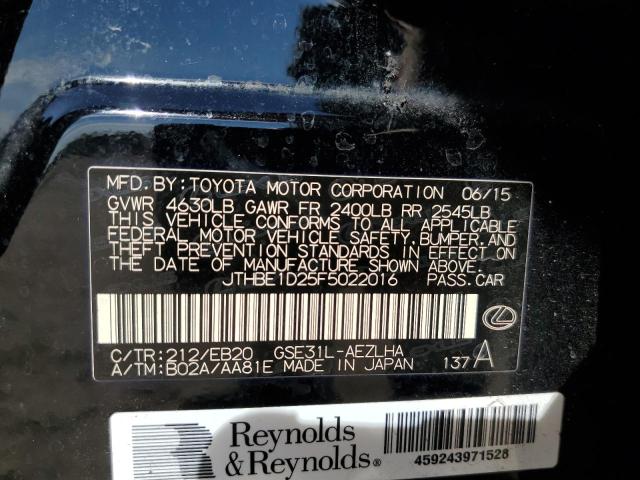 MFD. BY: TOYOTA MOTOR CORPORATION 06/15
GVWR 4630LB GAWR FR 2400LB RR 2545LB
THIS VEHICLE CONFORMS TO ALL APPLICABLE
FEDERAL MOTOR VEHICLE SAFETY, BUMPER, AND
THEFT PREVENTION STANDARDS IN EFFECT ON
THE DATE OF MANUFACTURE SHOWN ABOVE.
JTHBE1D25F5022016 PASS. CAR
C/TR: 212/EB20 GSE31L-AEZLHA
A/TM: B02A/AA81E MADE IN JAPAN 137 A
Reynolds
& Reynolds®
459243971528